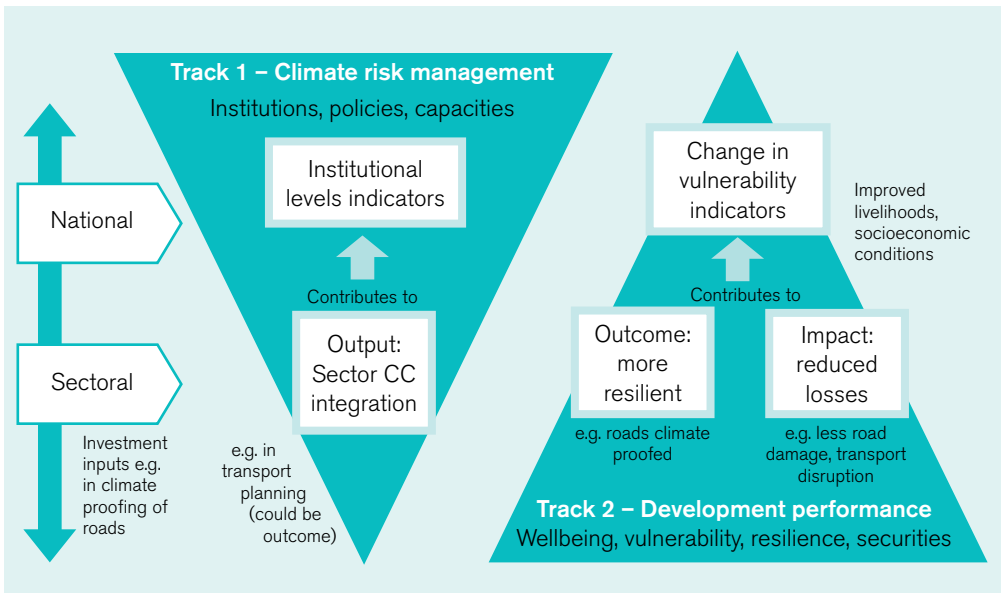 Track 1 – Climate risk management
Institutions, policies, capacities
Institutional
levels indicators
Contributes to
Output:
Sector CC
integration
e.g. in
transport
planning
(could be
outcome)
National
Sectoral
Investment
inputs e.g.
in climate
proofing of
roads
Change in
vulnerability
indicators
Improved
livelihoods,
socioeconomic
conditions
Contributes to
Outcome:
more
resilient
e.g. roads climate
proofed
Impact:
reduced
losses
e.g. less road
damage, transport
disruption
Track 2 – Development performance
Wellbeing, vulnerability, resilience, securities